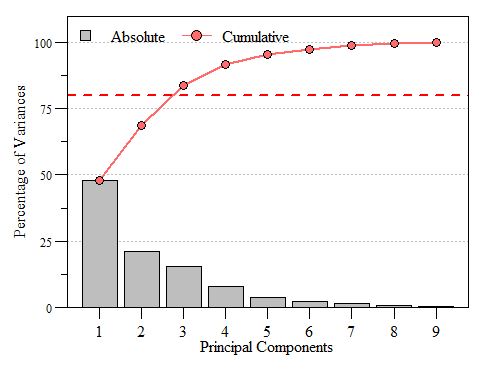 Absolute Cumulative
100
75
50
25
0
Percentage of Variances
1 2 3 4 5 6 7 8 9
Principal Components